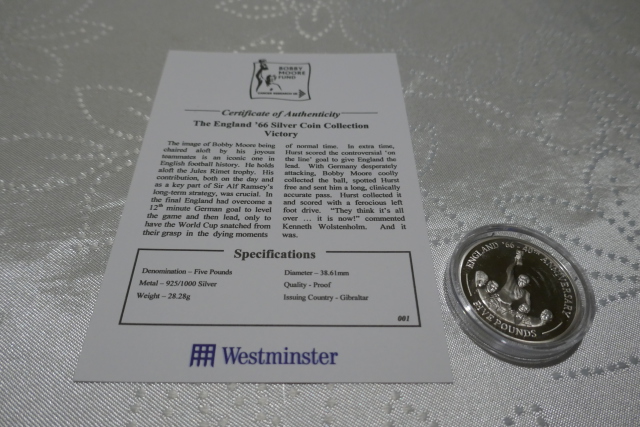 BOBBY
MOORE
FUND
Certificate of Authenticity
The England '66 Silver Coin Collection
Victory
The image of Bobby Moore being
chaired aloft by his joyous
teammates is an iconic one in
English football history. He holds
aloft the Jules Rimet trophy. His
contribution, both on the day and
as a key part of Sir Alf Ramsey's
long-term strategy, was crucial. In
the final England had overcome a
12th minute German goal to level
the game and then lead, only to
have the World Cup snatched from
their grasp in the dying moments
of normal time. In extra time,
Hurst scored the controversial 'on
the line' goal to give England the
lead. With Germany desperately
attacking, Bobby Moore coolly
collected the ball, spotted Hurst
free and sent him a long, clinically
accurate pass. Hurst collected it
and scored with a ferocious left
foot drive. "They think it's all
over ... it is now!" commented
Kenneth Wolstenholm. And it
was.
Specifications
Denomination – Five Pounds
Metal – 925/1000 Silver
Weight – 28.28g
Diameter – 38.61mm
Quality - Proof
Issuing Country - Gibraltar
001
Westminster
ENGLAND '66 - 40TH ANNIVERSARY
FIVE POUNDS